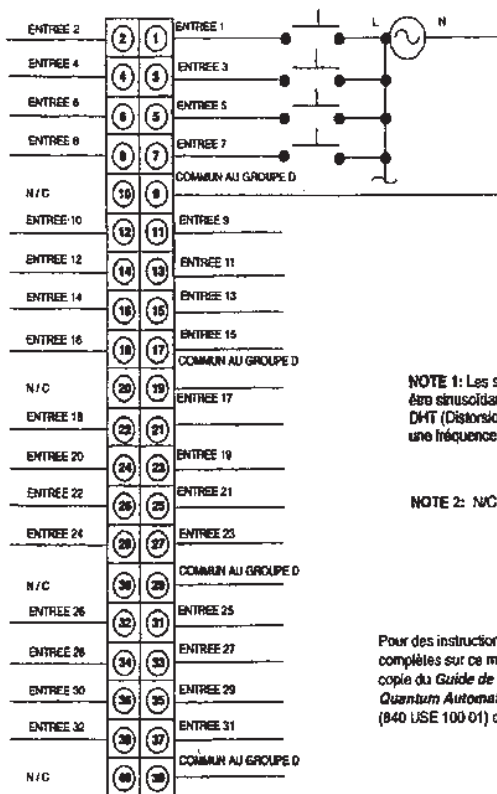 ENTREE 2 2 1 ENTREE 1 L N
ENTREE 4 4 3 ENTREE 3
ENTREE 6 6 5 ENTREE 5
ENTREE 8 8 7 ENTREE 7
COMMUN AU GROUPE D
N/C 10 9
ENTREE 10 12 11 ENTREE 9
ENTREE 12 14 13 ENTREE 11
ENTREE 14 16 15 ENTREE 13
ENTREE 16 18 17 ENTREE 15
COMMUN AU GROUPE D
N/C 20 19
ENTREE 17
ENTREE 18 22 21
ENTREE 20 24 23 ENTREE 19
ENTREE 22 26 25 ENTREE 21
ENTREE 24 28 27 ENTREE 23
N/C 30 29 COMMUN AU GROUPE D
ENTREE 26 32 31 ENTREE 25
ENTREE 28 34 33 ENTREE 27
ENTREE 30 36 35 ENTREE 29
ENTREE 32 38 37 ENTREE 31
COMMUN AU GROUPE D
N/C 40 39
NOTE 1: Les s
être sinusoïdar
DHT (Distorsio
une fréquence
NOTE 2: N/C
Pour des instruction
complètes sur ce m
copie du Guide de
Quantum Automat
(840 USE 100 01) c